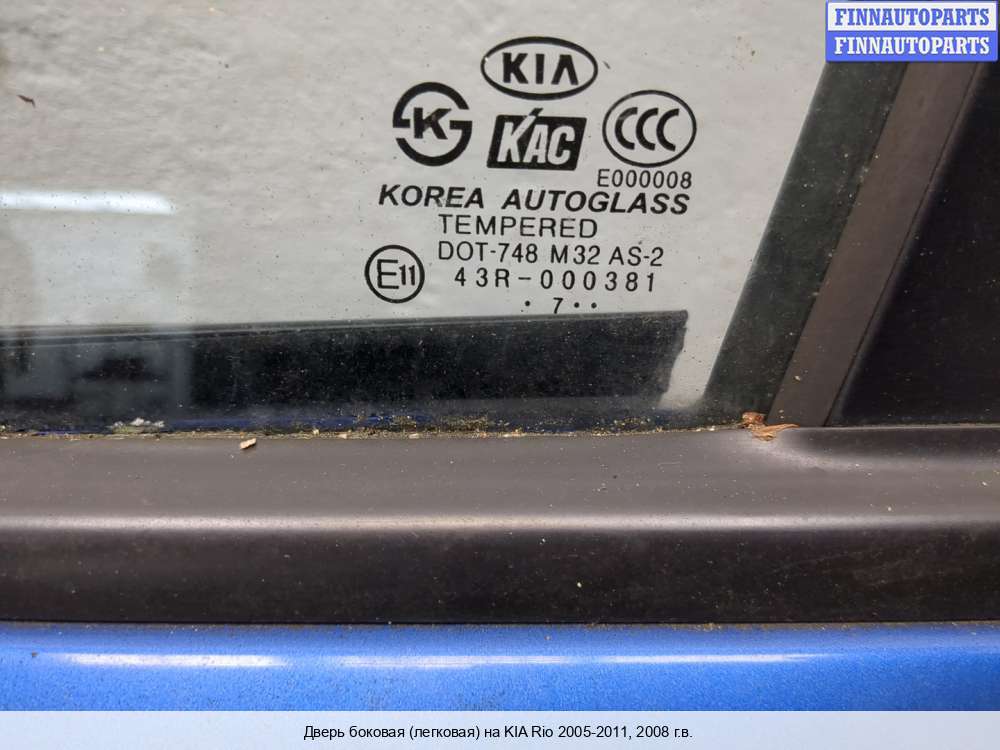 FINNAUTOPARTS
FINNAUTOPARTS
KIA
K
KAC
CCC
E000008
KOREA AUTOGLASS
TEMPERED
DOT-748 M32 AS-2
E11
43R-000381
· 7 · ·
Дверь боковая (легковая) на KIA Rio 2005-2011, 2008 г.в.